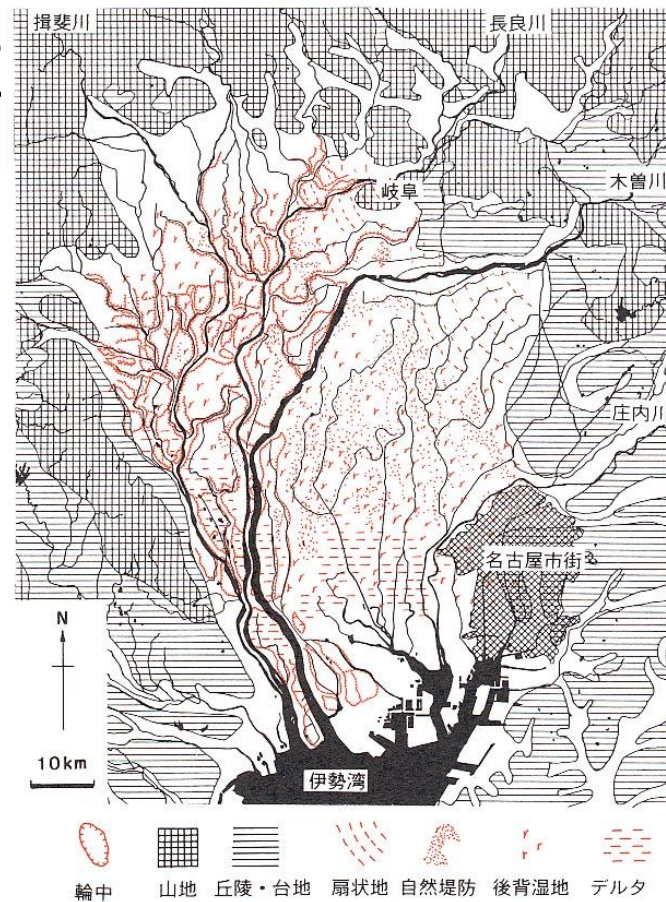 揖斐川
長良川
岐阜
木曽川
庄内川
名古屋市街
N
10km
伊勢湾
輪中
山地
丘陵・台地
扇状地
自然堤防
後背湿地
デルタ